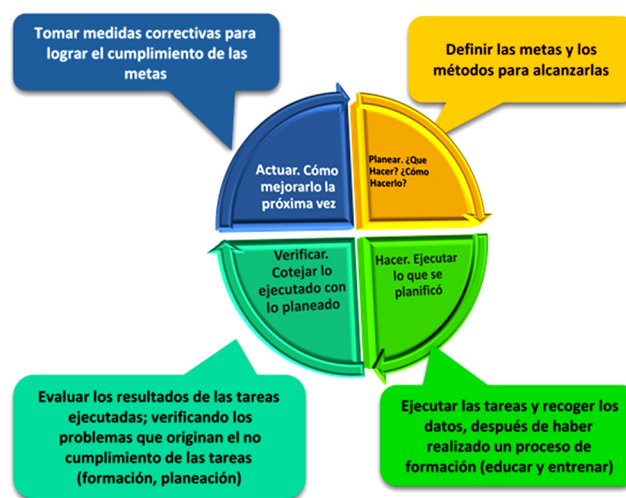 Tomar medidas correctivas para
lograr el cumplimiento de las
metas
Definir las metas y los
métodos para alcanzarlas
Actuar. Cómo
mejorarlo la
próxima vez
Planear. ¿Que
Hacer? ¿Cómo
Hacerlo?
Verificar.
Cotejar lo
ejecutado con
lo planeado
Hacer. Ejecutar
lo que se
planificó
Evaluar los resultados de las tareas
ejecutadas; verificando los
problemas que originan el no
cumplimiento de las tareas
(formación, planeación)
Ejecutar las tareas y recoger los
datos, después de haber
realizado un proceso de
formación (educar y entrenar)